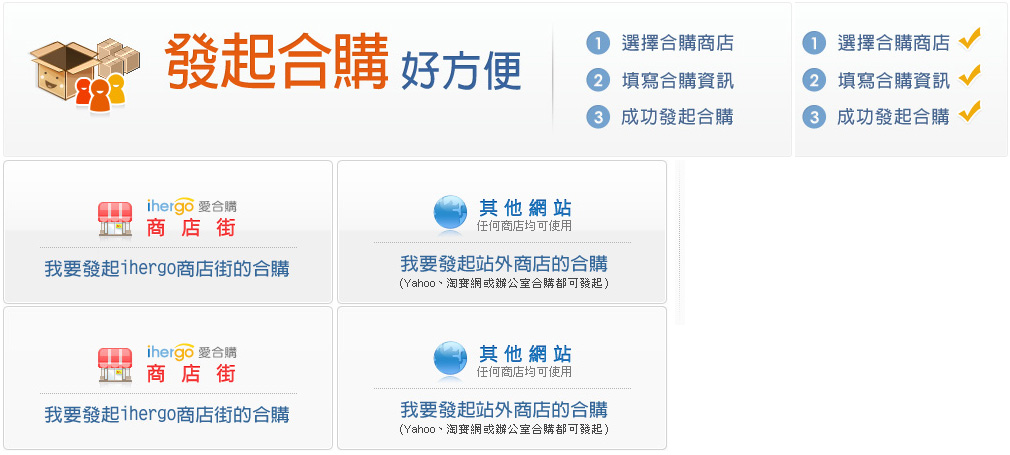 發起合購 好方便
1 選擇合購商店
2 填寫合購資訊
3 成功發起合購
1 選擇合購商店
2 填寫合購資訊
3 成功發起合購
ihergo 愛合購
商店街
我要發起ihergo商店街的合購
其他網站
任何商店均可使用
我要發起站外商店的合購
(Yahoo、淘寶網或辦公室合購都可發起)
ihergo 愛合購
商店街
我要發起ihergo商店街的合購
其他網站
任何商店均可使用
我要發起站外商店的合購
(Yahoo、淘寶網或辦公室合購都可發起)